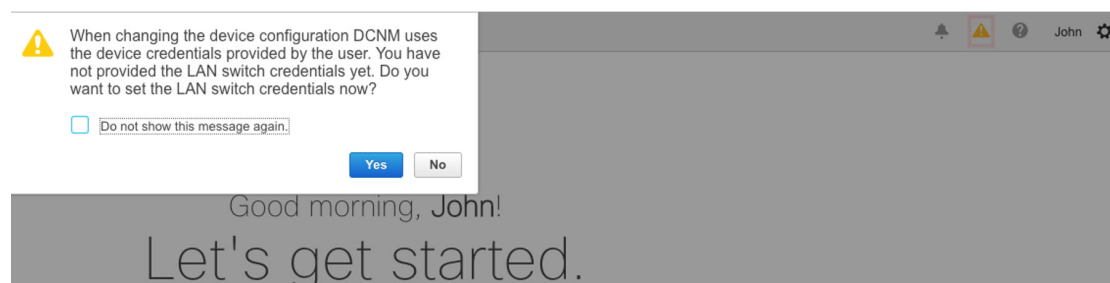 When changing the device configuration DCNM uses
the device credentials provided by the user. You have
not provided the LAN switch credentials yet. Do you
want to set the LAN switch credentials now?
Do not show this message again.
Yes No
John
Good morning, John!
Let's get started.